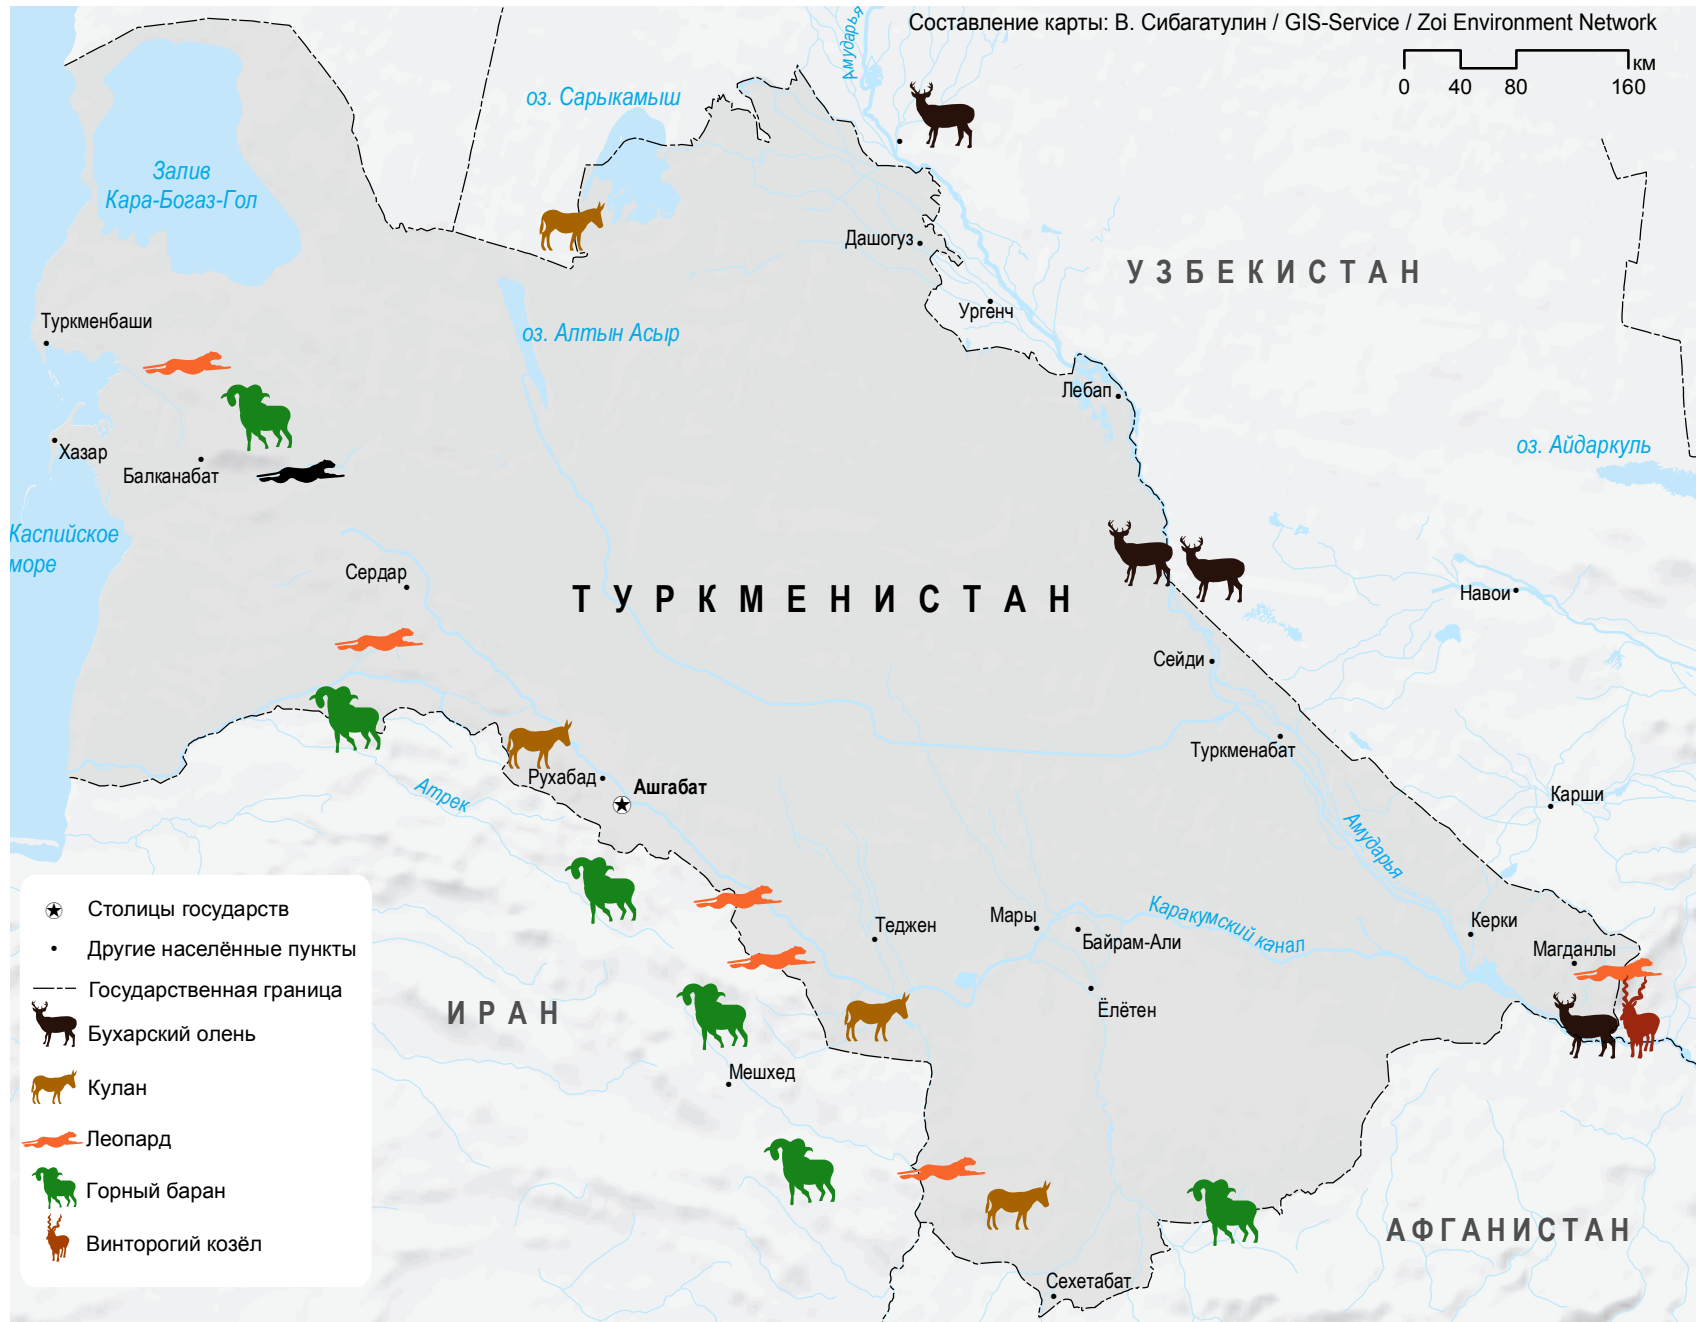 Составление карты: В. Сибагатулин / GIS-Service / Zoi Environment Network
км
0 40 80 160
Амударья
оз. Сарыкамыш
Залив
Кара-Богаз-Гол
Дашогуз
УЗБЕКИСТАН
Ургенч
Туркменбаши
оз. Алтын Асыр
Лебап
Хазар
Балканабат
оз. Айдаркуль
Каспийское
море
Сердар
ТУРКМЕНИСТАН
Навои
Сейди
Туркменабат
Рухабад
Ашгабат
Атрек
Карши
Амударья
Теджен
Мары
Байрам-Али
Каракумский канал
Керки
Магданлы
Ёлётен
ИРАН
Мешхед
АФГАНИСТАН
Сехетабат
Столицы государств
Другие населённые пункты
Государственная граница
Бухарский олень
Кулан
Леопард
Горный баран
Винторогий козёл